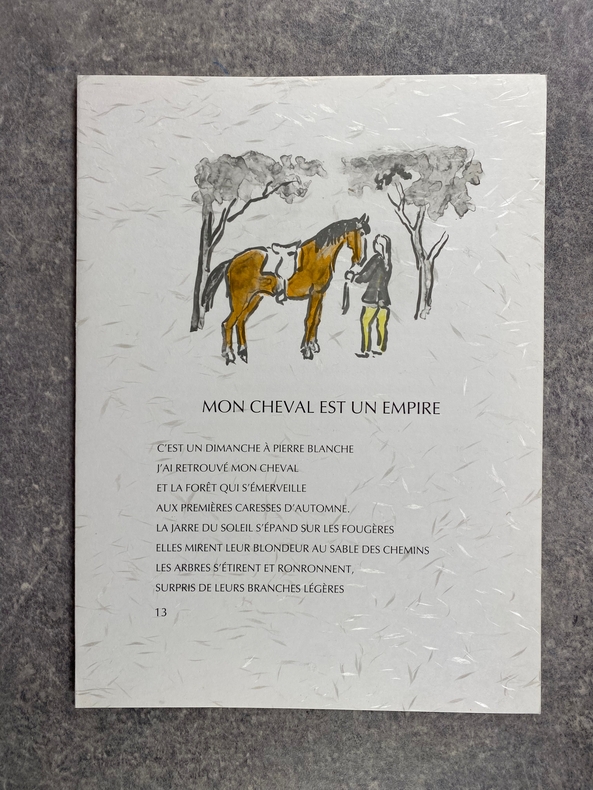 MON CHEVAL EST UN EMPIRE
C'EST UN DIMANCHE À PIERRE BLANCHE
J'AI RETROUVÉ MON CHEVAL
ET LA FORÊT QUI S'ÉMERVEILLE
AUX PREMIÈRES CARESSES D'AUTOMNE.
LA JARRE DU SOLEIL S'ÉPAND SUR LES FOUGÈRES
ELLES MIRENT LEUR BLONDEUR AU SABLE DES CHEMINS
LES ARBRES S'ÉTIRENT ET RONRONNENT,
SURPRIS DE LEURS BRANCHES LÉGÈRES
13